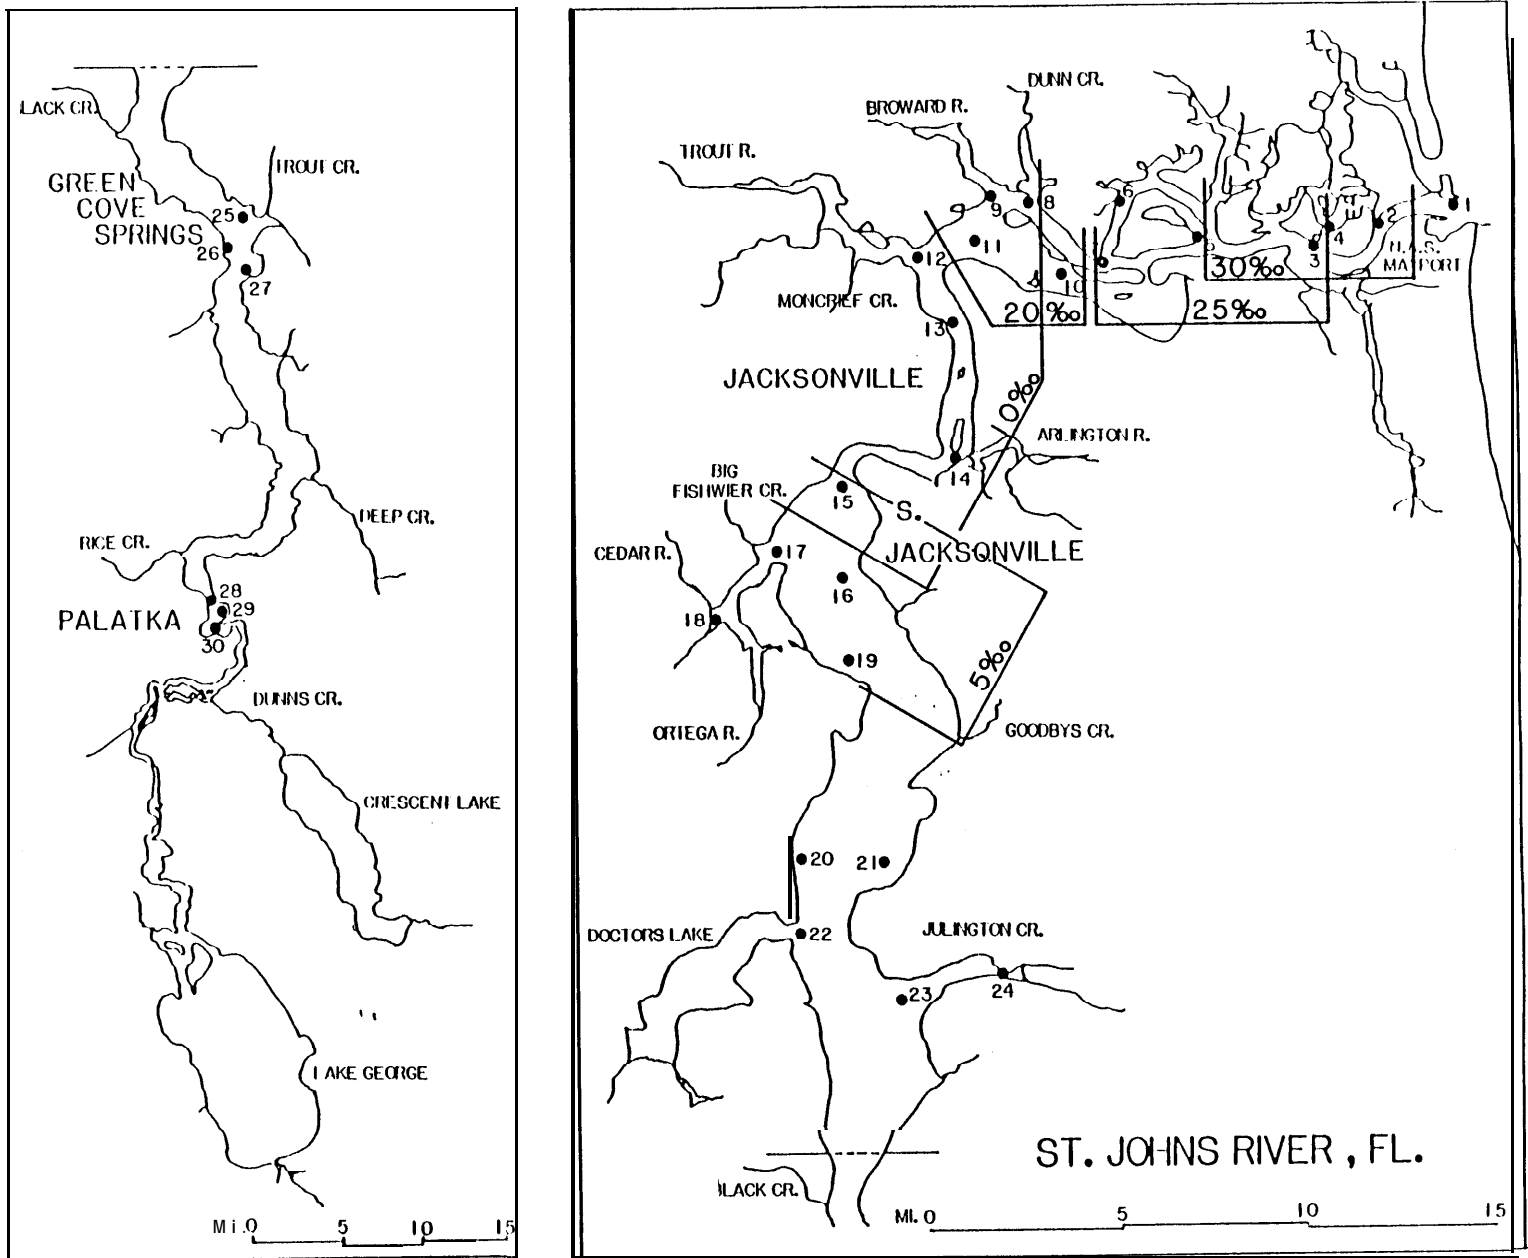 LACK CR.
TROUT CR.
GREEN
COVE
SPRINGS
25
26
27
DEEP CR.
RICE CR.
28
29
PALATKA
30
DUNNS CR.
CRESCENT LAKE
LAKE GEORGE
Mi.0 5 10 15
DUNN CR.
BROWARD R.
TROUT R.
6
9
8
1
2
4
11
3
N.A.S.
MAYPORT
12
10
30‰
MONCRIEF CR.
20‰
25‰
13
JACKSONVILLE
10‰
ARLINGTON R.
BIG
FISHWIER CR.
14
15
S.
JACKSONVILLE
CEDAR R.
17
16
18
19
5‰
ORTEGA R.
GOODBYS CR.
20
21
DOCTORS LAKE
22
JULINGTON CR.
23
24
ST. JOHNS RIVER, FL.
LACK CR.
MI. 0 5 10 15